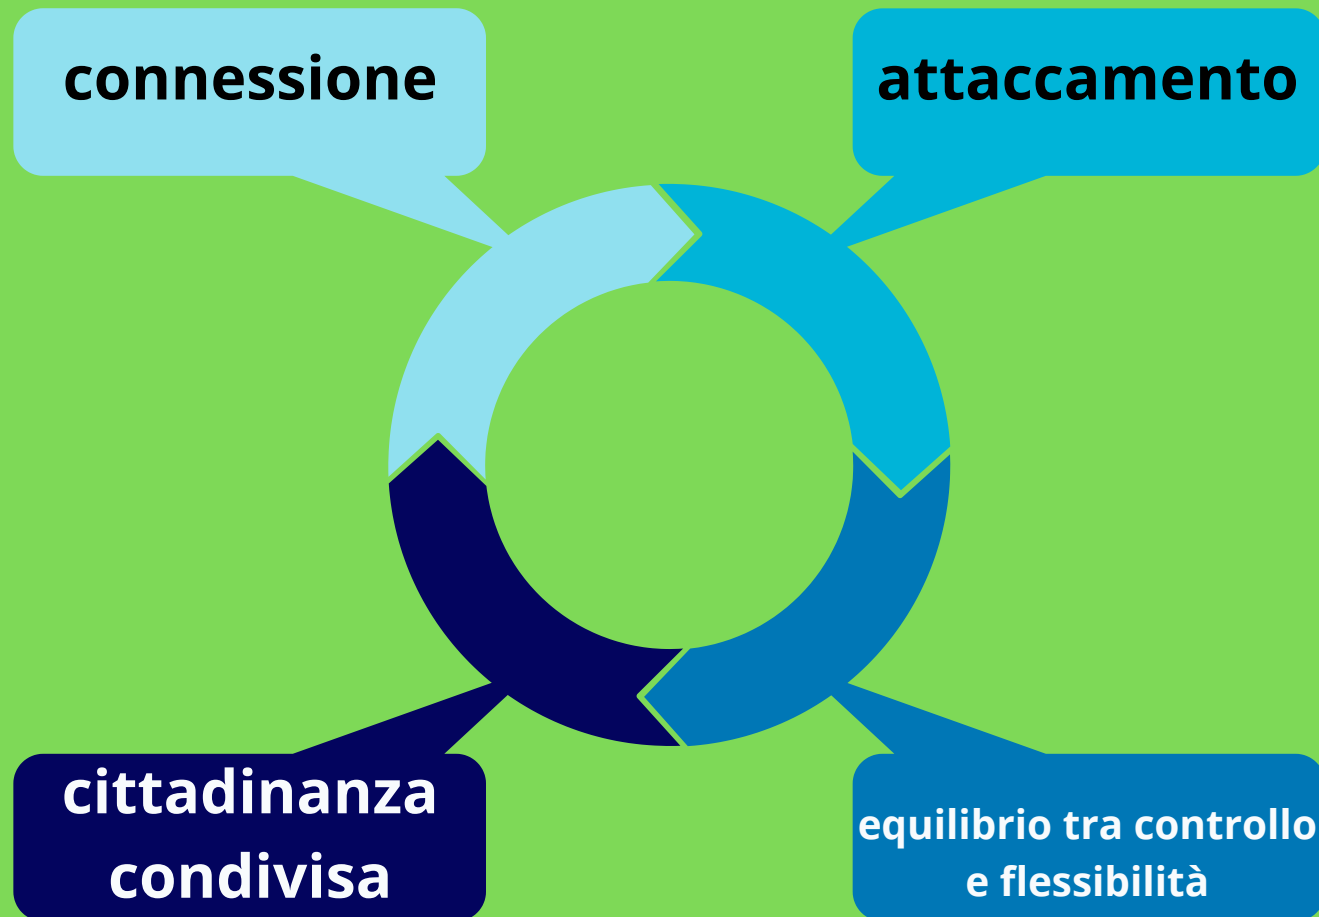 connessione
attaccamento
cittadinanza
condivisa
equilibrio tra controllo
e flessibilità